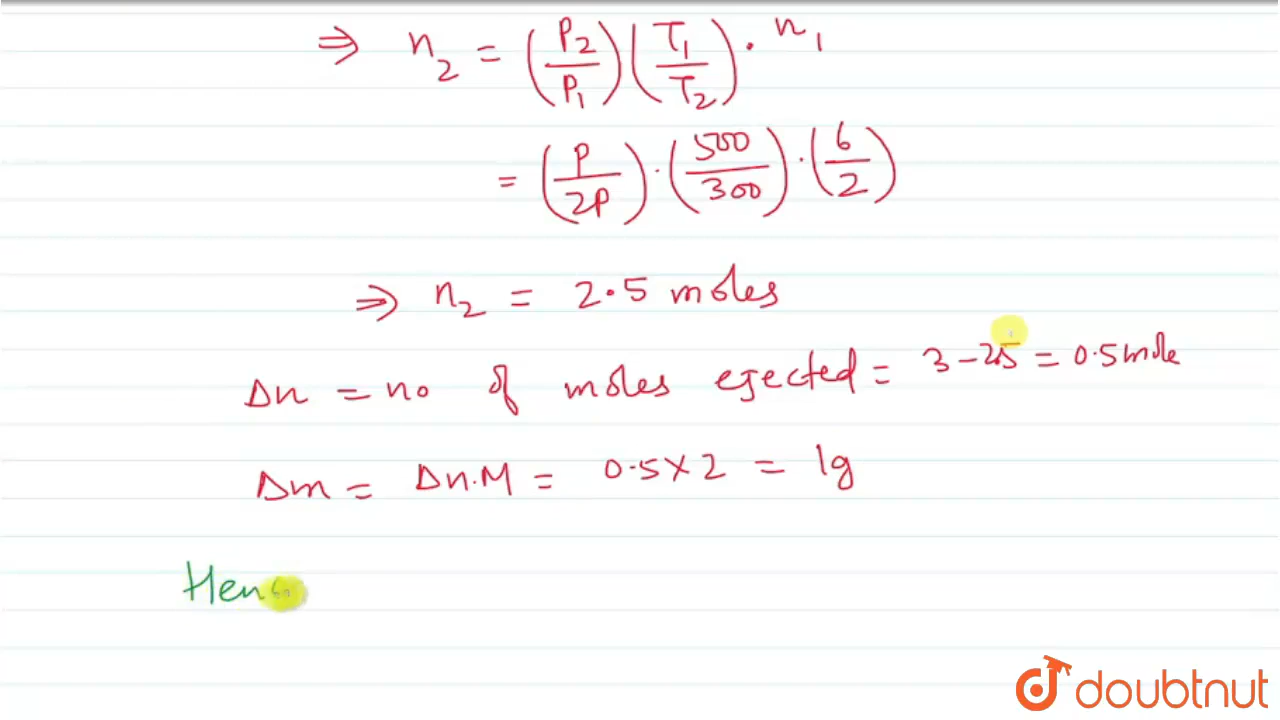 ⇒ n₂ = (P₂/P₁)(T₁/T₂) · n₁
= (P/2P) · (500/300) · (6/2)
⇒ n₂ = 2.5 moles
Δn = no of moles ejected = 3 - 2.5 = 0.5 mole
Δm = Δn.M = 0.5 × 2 = 1g
Hen
doubtnut